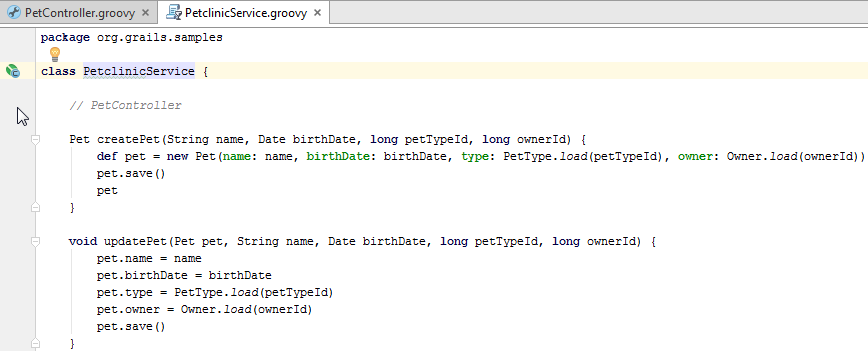 PetController.groovy × PetclinicService.groovy ×
package org.grails.samples
class PetclinicService {
// PetController
Pet createPet(String name, Date birthDate, long petTypeId, long ownerId) {
def pet = new Pet(name: name, birthDate: birthDate, type: PetType.load(petTypeId), owner: Owner.load(ownerId))
pet.save()
pet
}
void updatePet(Pet pet, String name, Date birthDate, long petTypeId, long ownerId) {
pet.name = name
pet.birthDate = birthDate
pet.type = PetType.load(petTypeId)
pet.owner = Owner.load(ownerId)
pet.save()
}